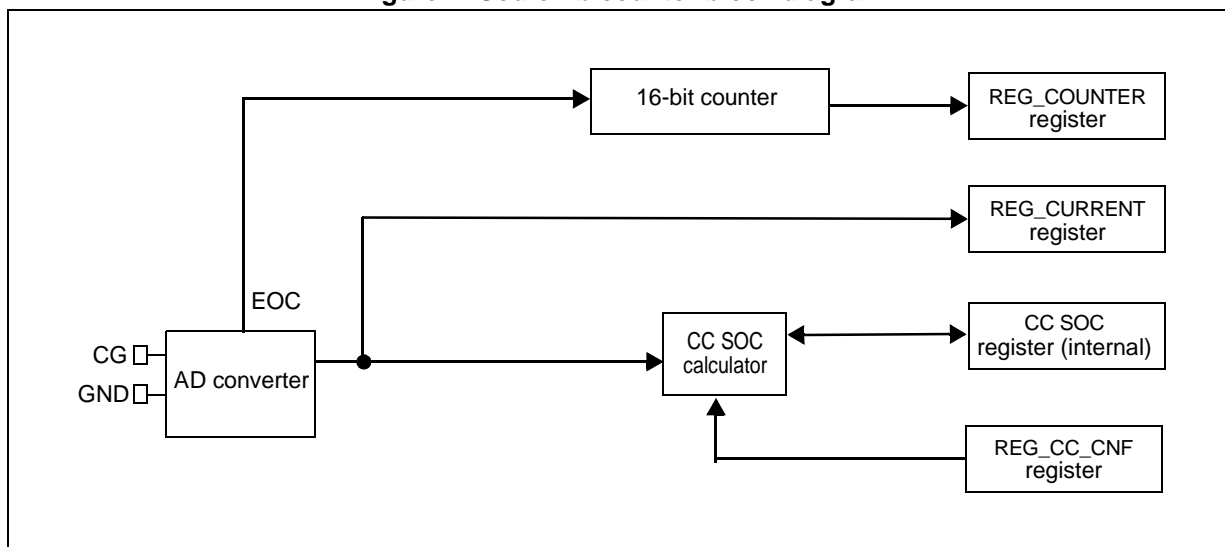 16-bit counter
REG_COUNTER
register
REG_CURRENT
register
EOC
CG
GND
AD converter
CC SOC
calculator
CC SOC
register (internal)
REG_CC_CNF
register